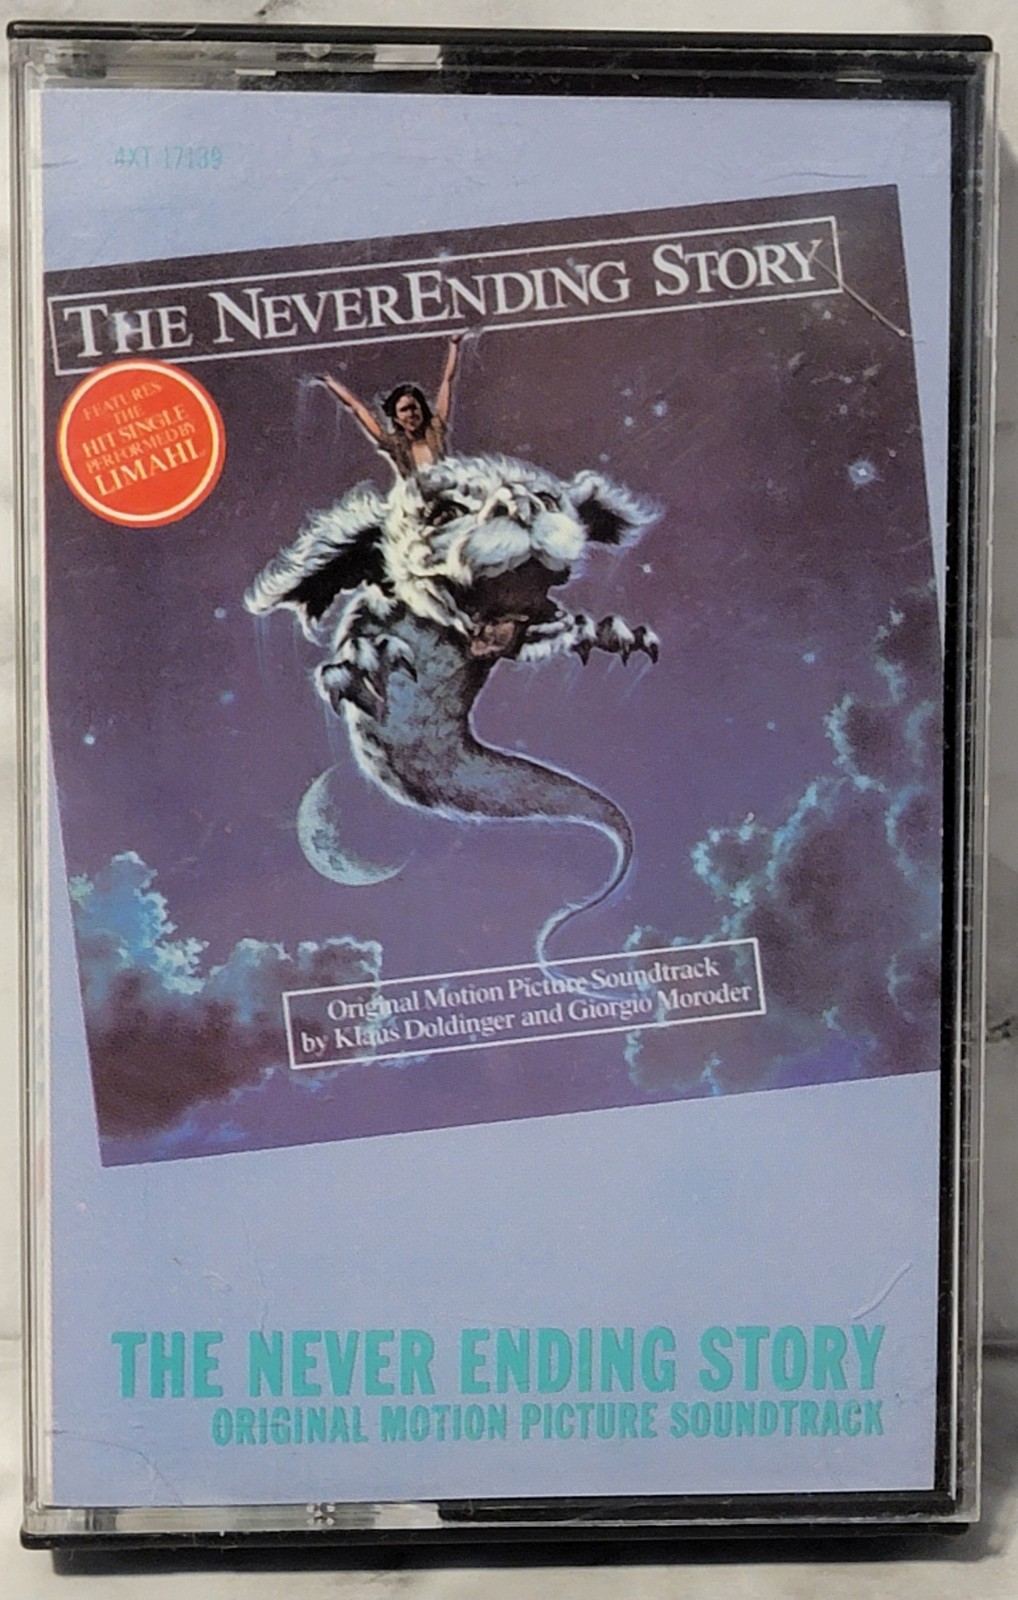 4XT 17139
THE NEVERENDING STORY
FEATURES
THE
HIT SINGLE
PERFORMED BY
LIMAHL
Original Motion Picture Soundtrack
by Klaus Doldinger and Giorgio Moroder
THE NEVER ENDING STORY
ORIGINAL MOTION PICTURE SOUNDTRACK